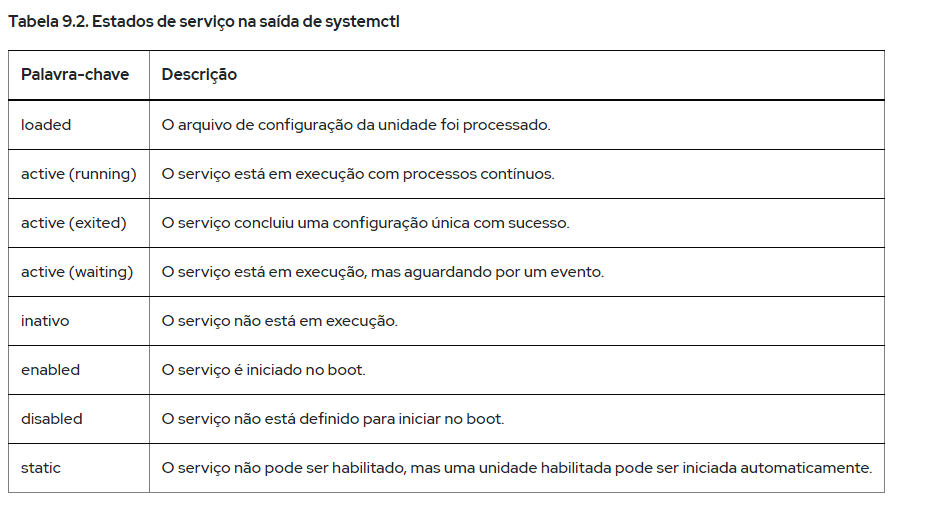 Tabela 9.2. Estados de serviço na saída de systemctl
Palavra-chave Descrição
loaded O arquivo de configuração da unidade foi processado.
active (running) O serviço está em execução com processos contínuos.
active (exited) O serviço concluiu uma configuração única com sucesso.
active (waiting) O serviço está em execução, mas aguardando por um evento.
inativo O serviço não está em execução.
enabled O serviço é iniciado no boot.
disabled O serviço não está definido para iniciar no boot.
static O serviço não pode ser habilitado, mas uma unidade habilitada pode ser iniciada automaticamente.